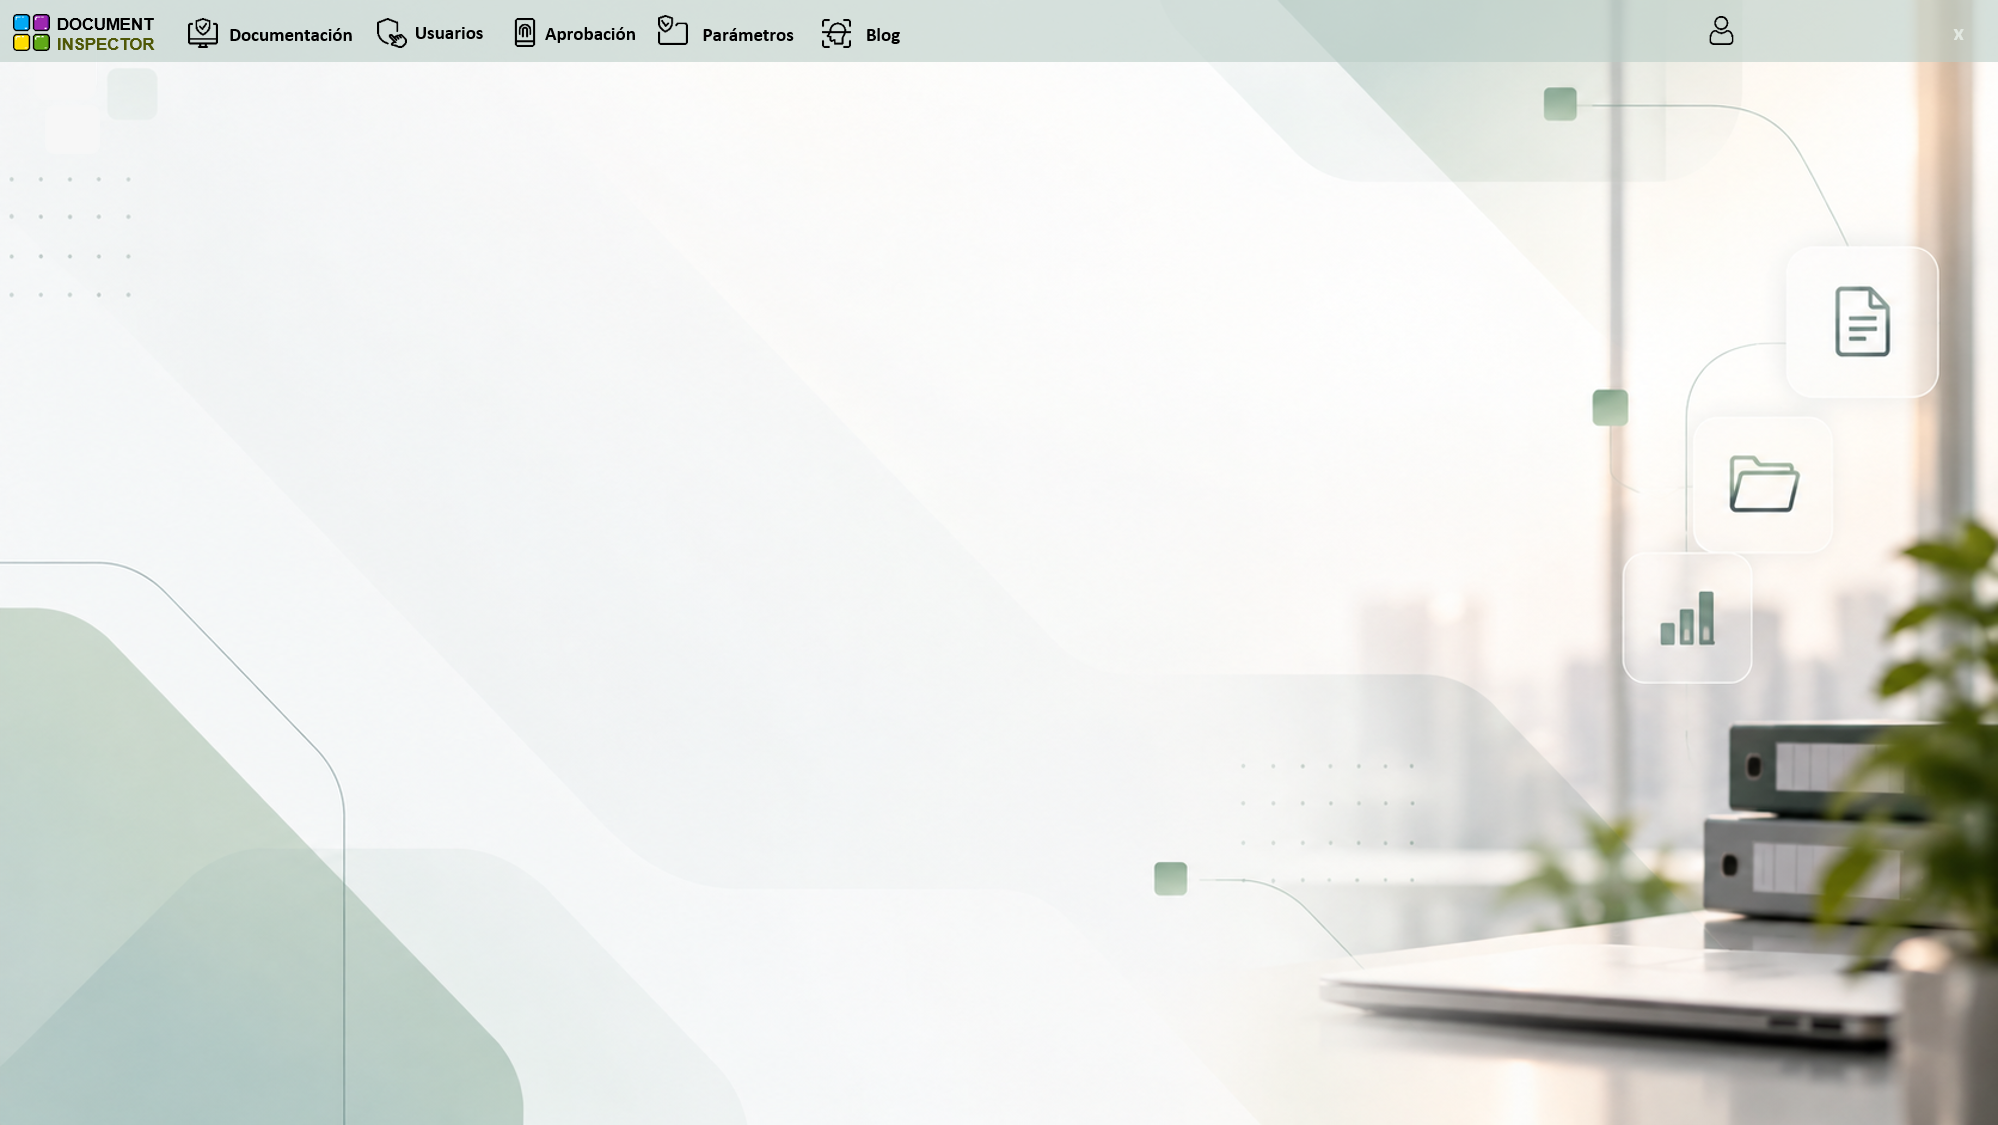 DOCUMENT
INSPECTOR
Documentación
Usuarios
Aprobación
Parámetros
Blog
x